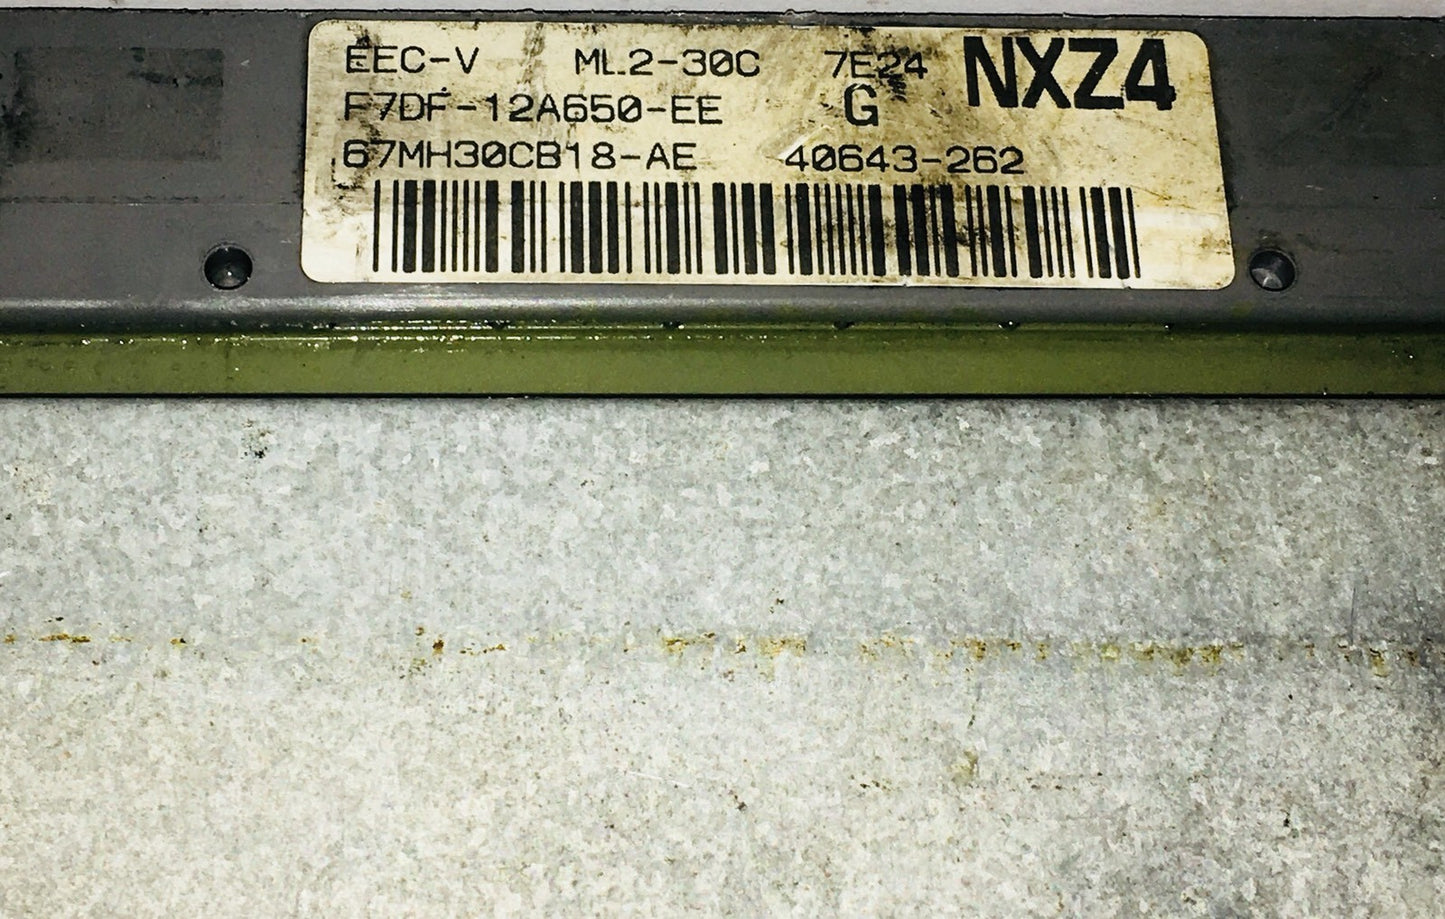 EEC-V ML2-30C 7E24 NXZ4
F7DF-12A650-EE G
67MH30CB18-AE 40643-262